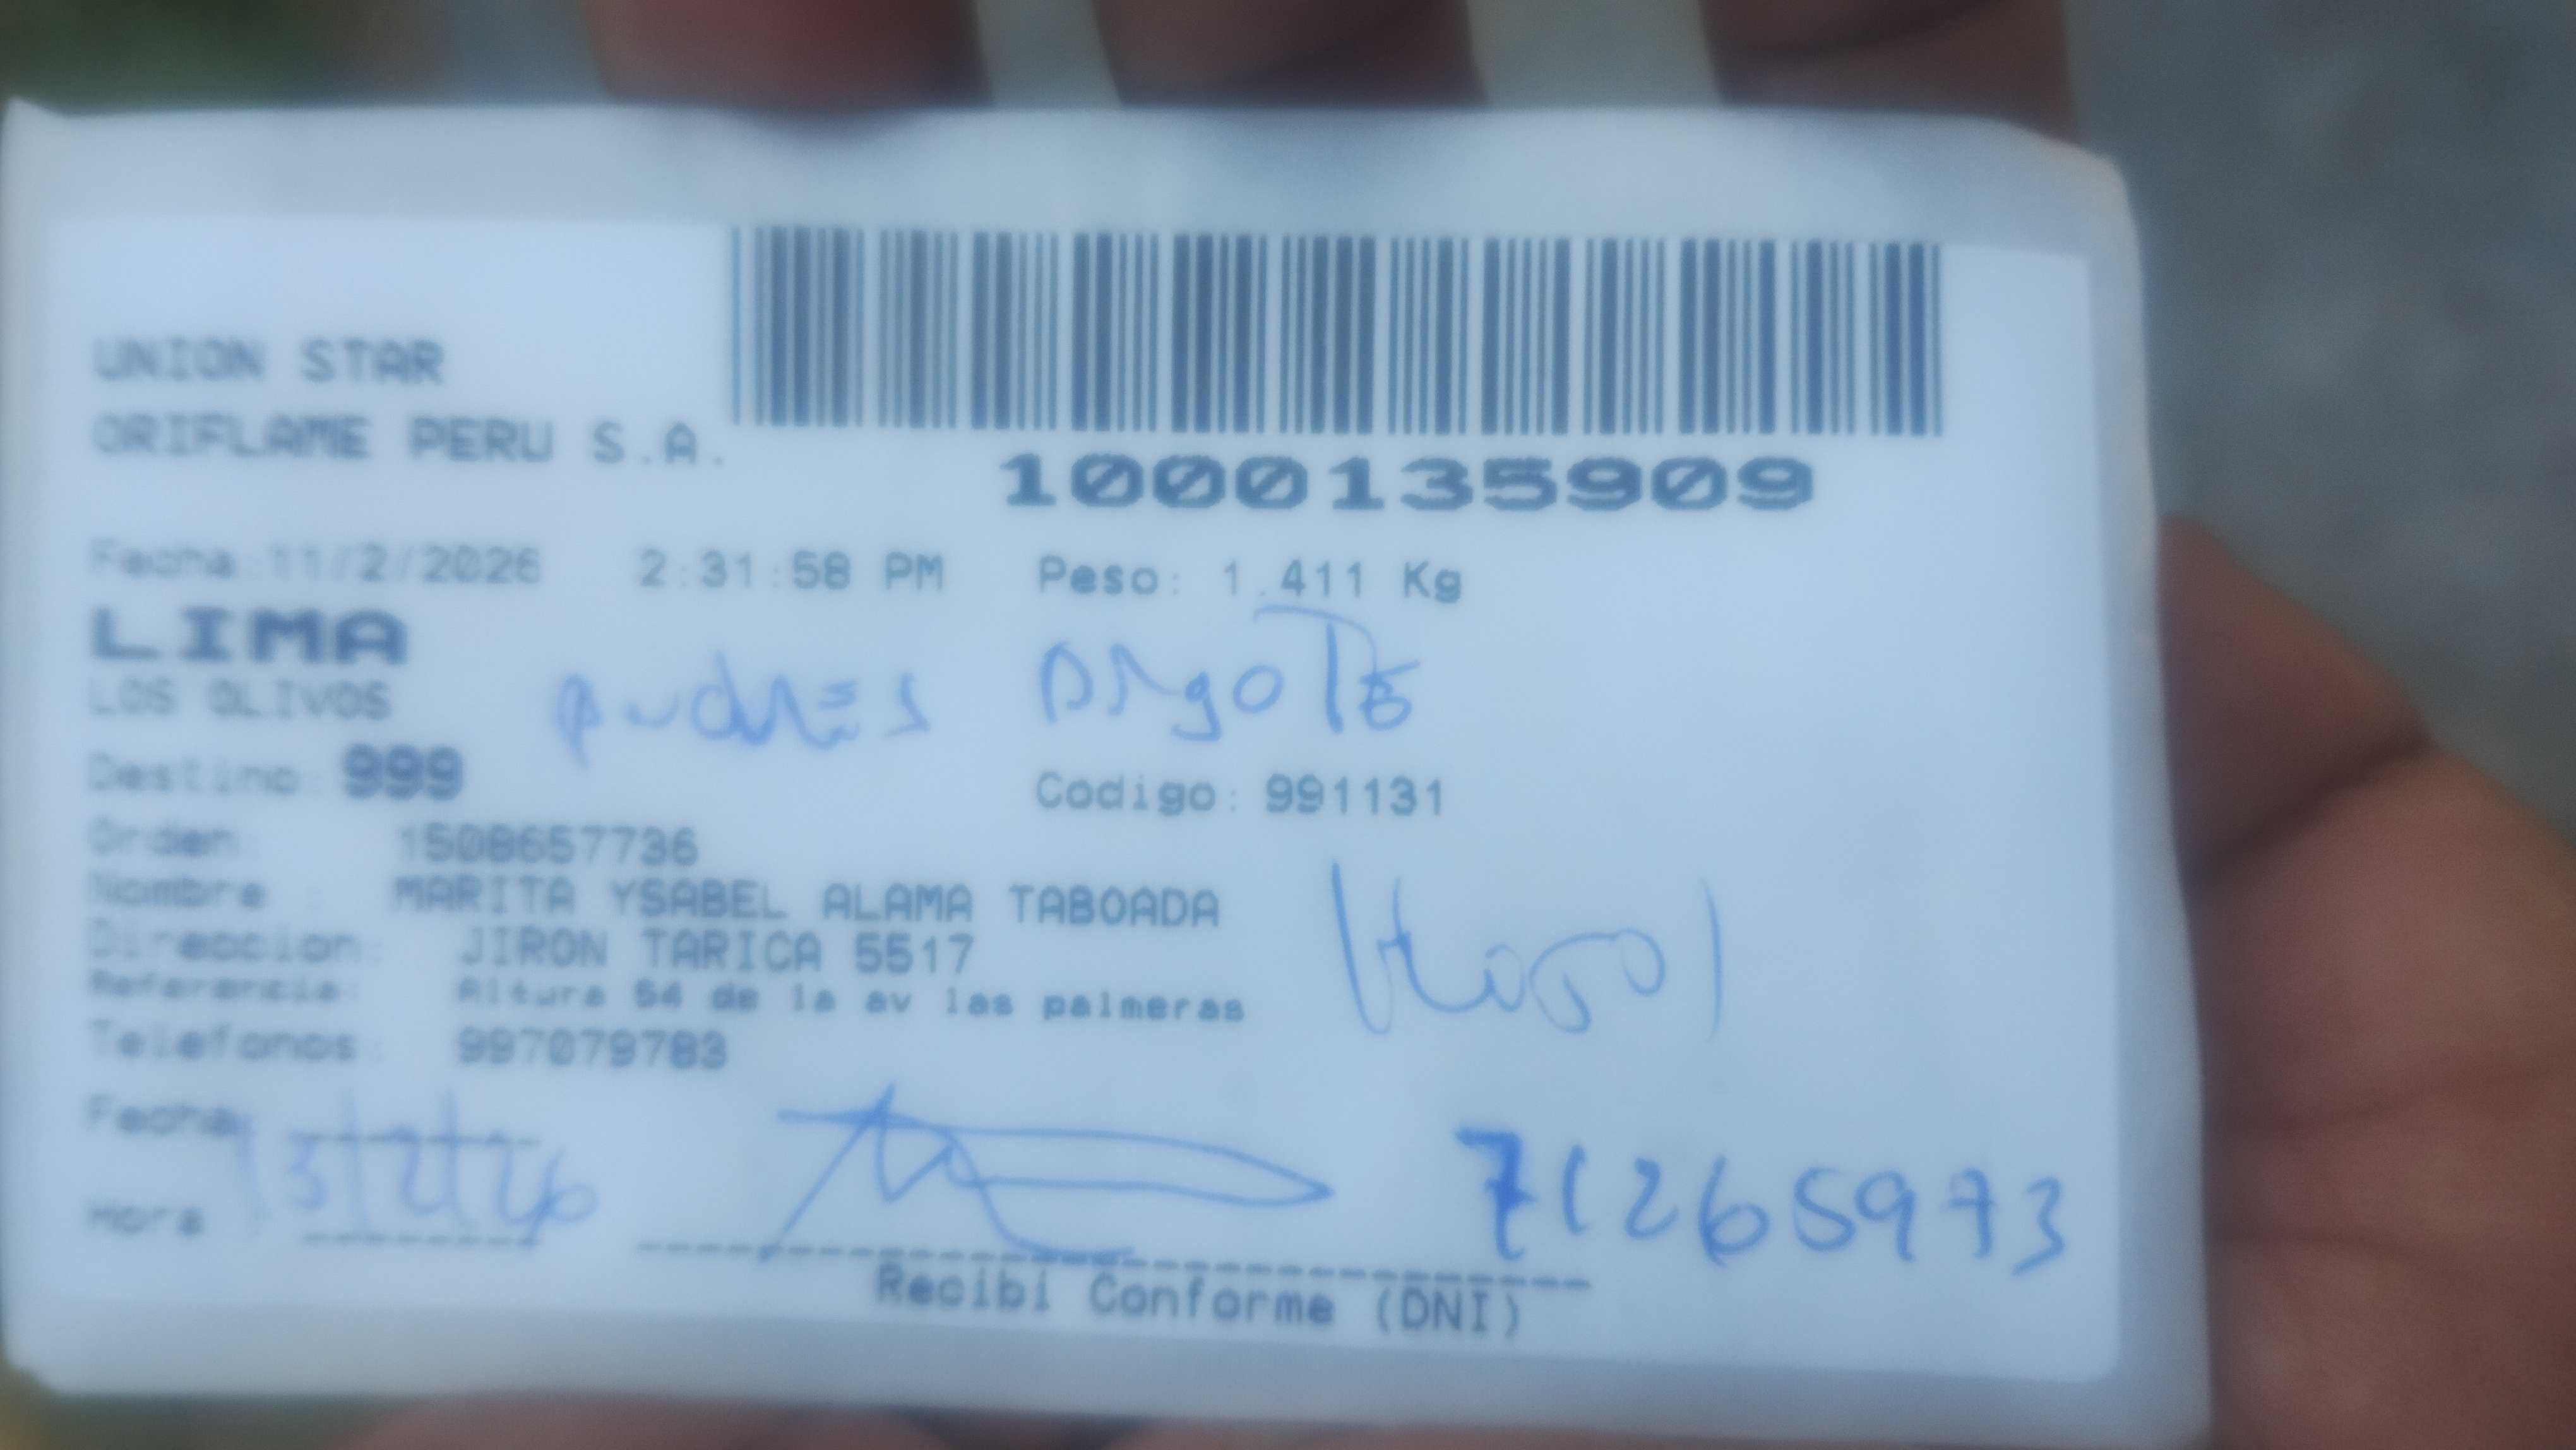 UNION STAR
ORIFLAME PERU S.A.
1000135909
Fecha:11/2/2026 2:31:58 PM Peso: 1.411 Kg
LIMA
LOS OLIVOS
Andres Argote
Destino: 999
Codigo: 991131
Orden: 1508657736
Nombre : MARITA YSABEL ALAMA TABOADA
Direccion: JIRON TARICA 5517
Referencia: Altura 54 de la av las palmeras
Telefonos: 997079783
Fecha 13/2/26
71265973
Hora
Recibi Conforme (DNI)